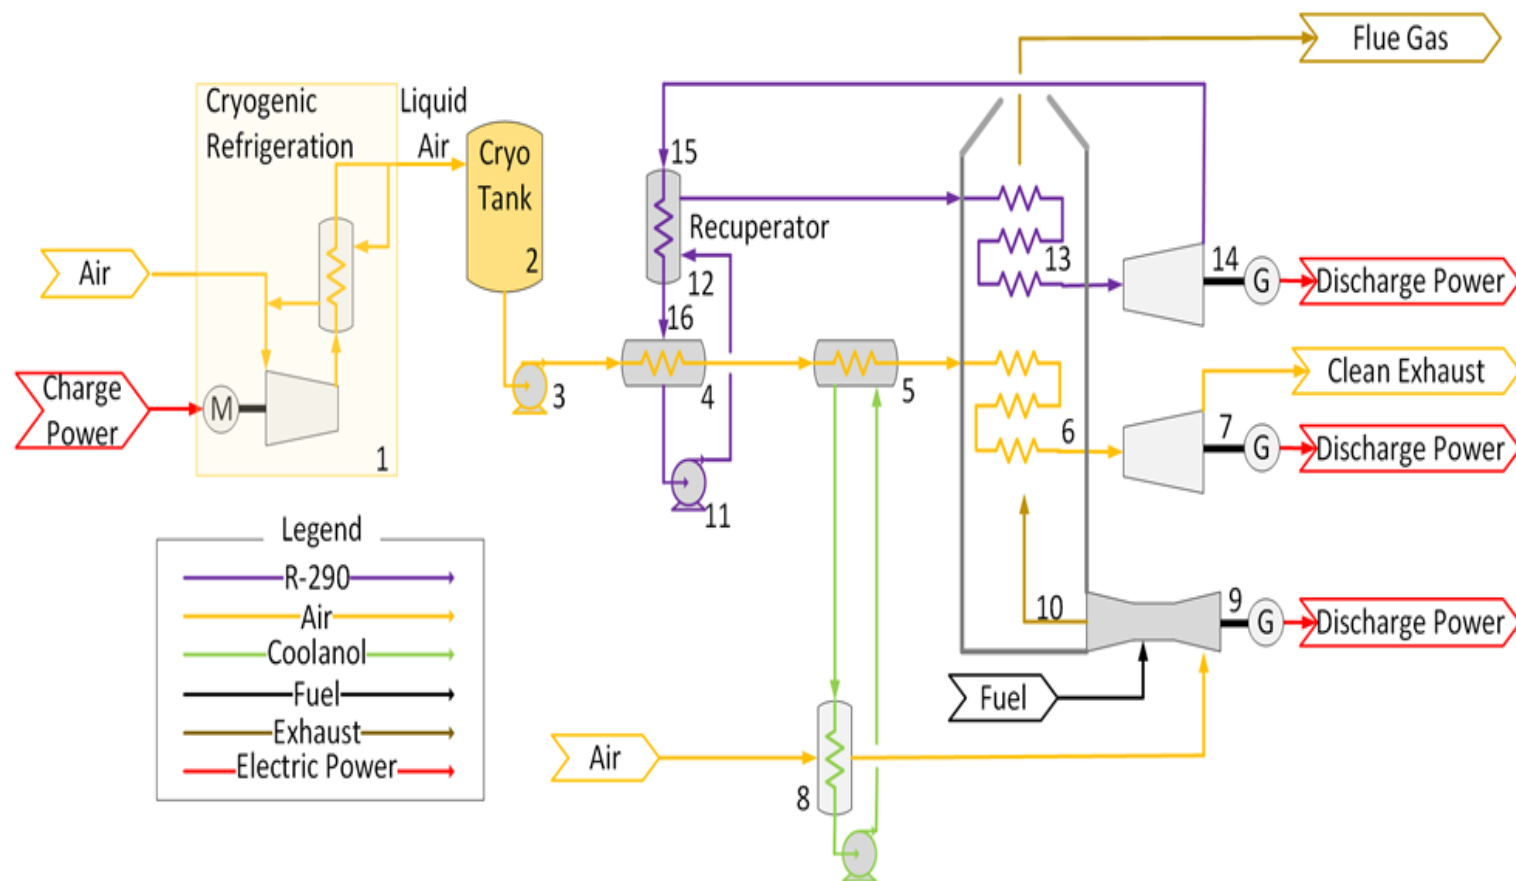 Flue Gas
Cryogenic
Refrigeration
Liquid
Air
Cryo
Tank
2
15
Recuperator
12
16
Air
13
14
G
Discharge Power
Charge
Power
M
1
3
4
5
6
7
G
Clean Exhaust
Discharge Power
11
Legend
R-290
Air
Coolanol
Fuel
Exhaust
Electric Power
10
9
G
Discharge Power
Fuel
Air
8